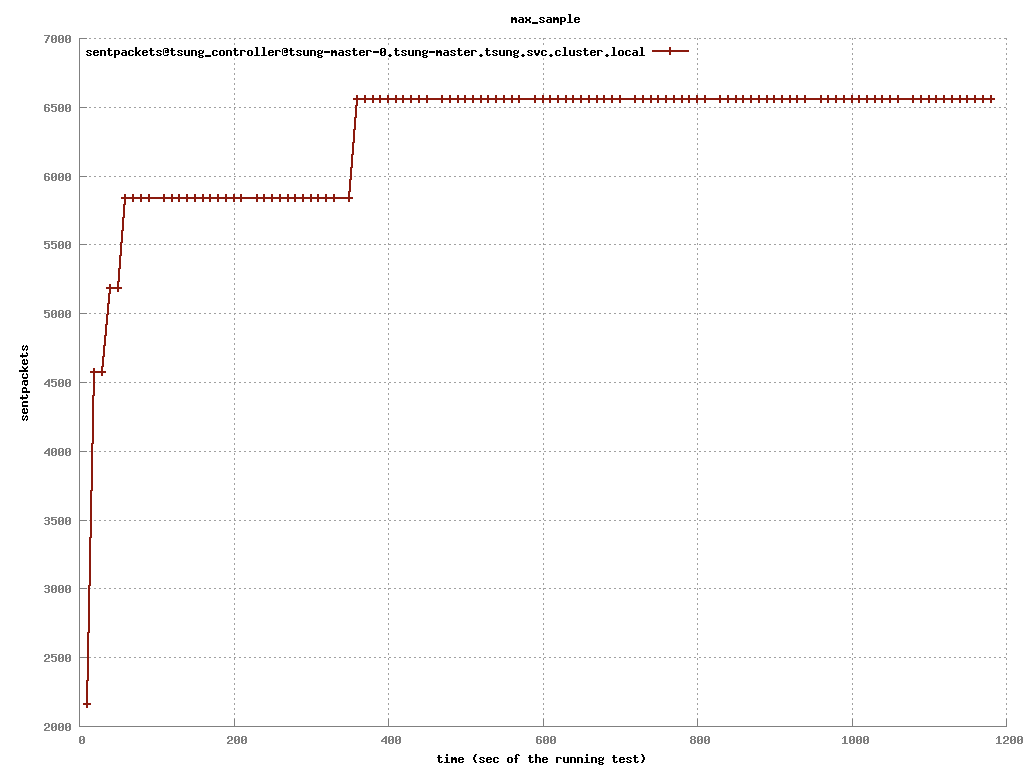 max_sample
7000
sentpackets@tsung_controller@tsung-master-0.tsung-master.tsung.svc.cluster.local
6500
6000
5500
5000
sentpackets
4500
4000
3500
3000
2500
2000
0 200 400 600 800 1000 1200
time (sec of the running test)